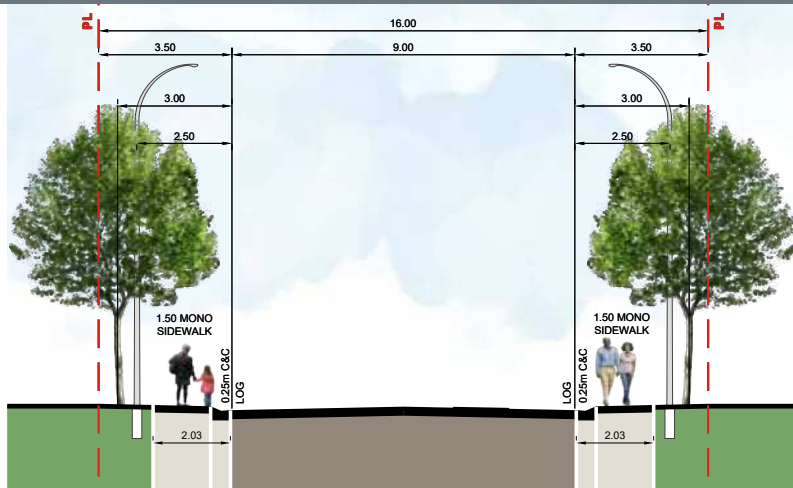 PL
PL
16.00
3.50
9.00
3.50
3.00
3.00
2.50
2.50
1.50 MONO
SIDEWALK
0.25m C&C
LOG
LOG
0.25m C&C
1.50 MONO
SIDEWALK
2.03
2.03